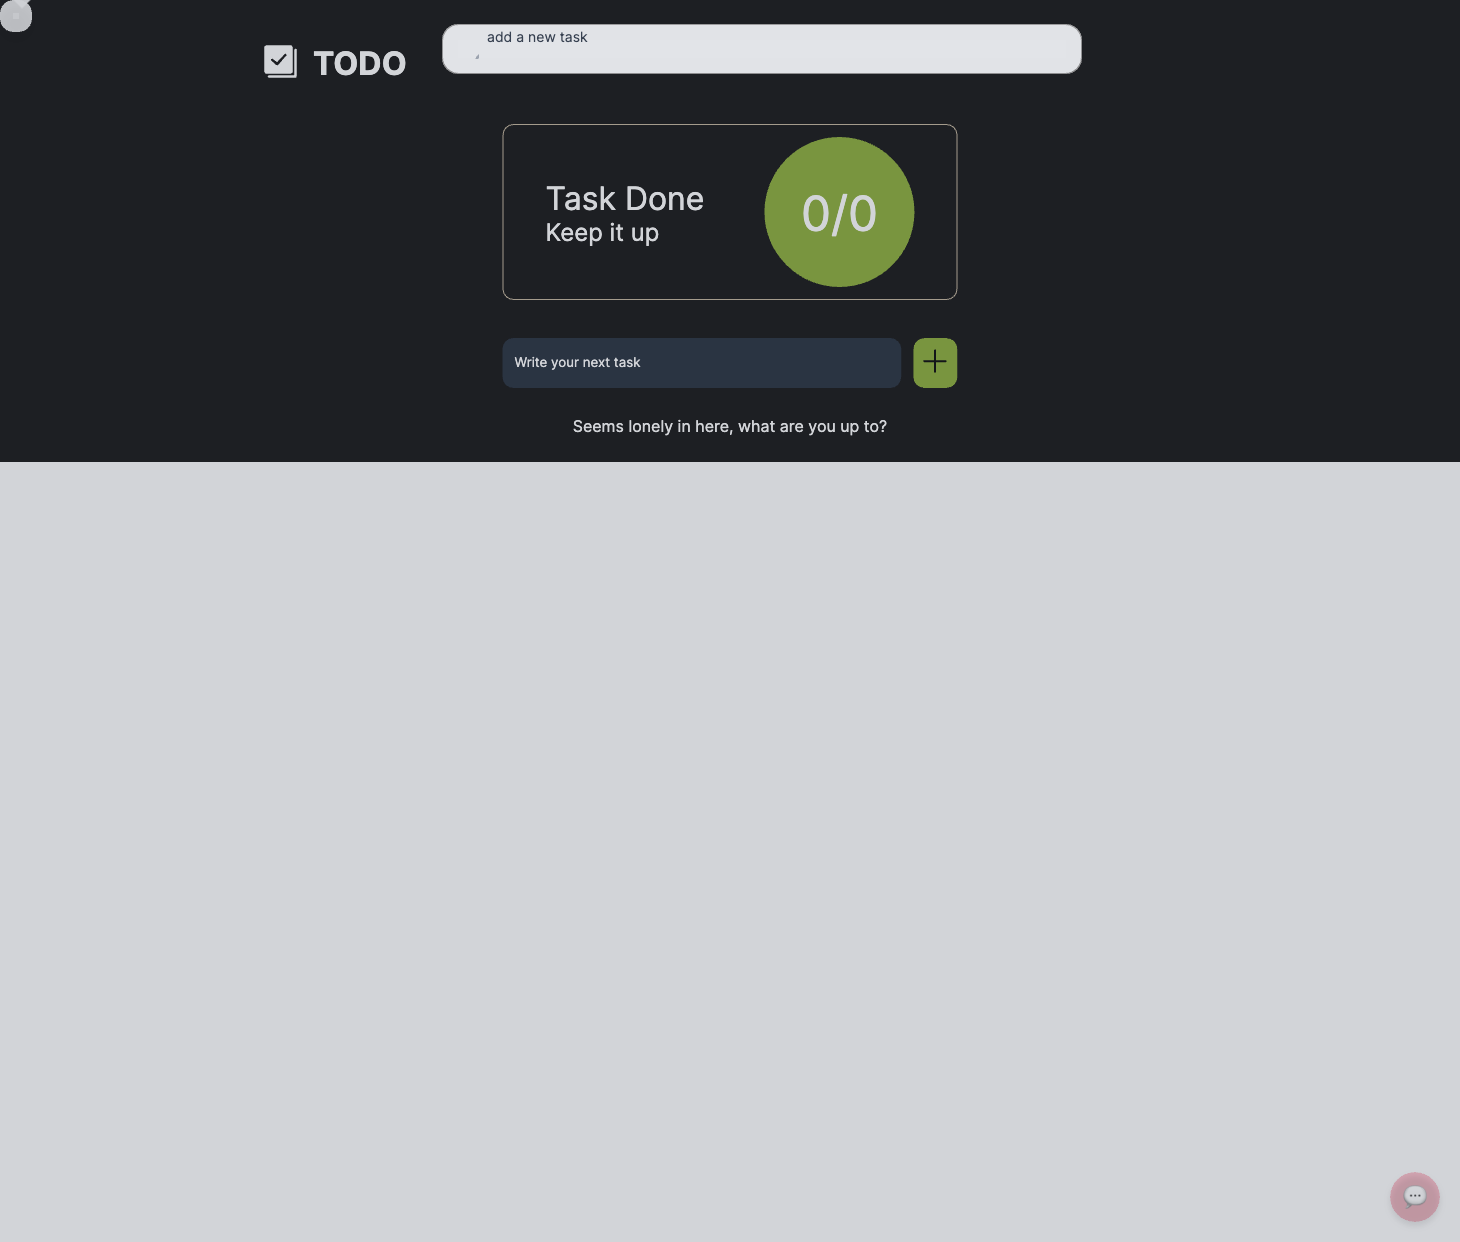 add a new task
TODO
Task Done
Keep it up
0/0
Write your next task
Seems lonely in here, what are you up to?